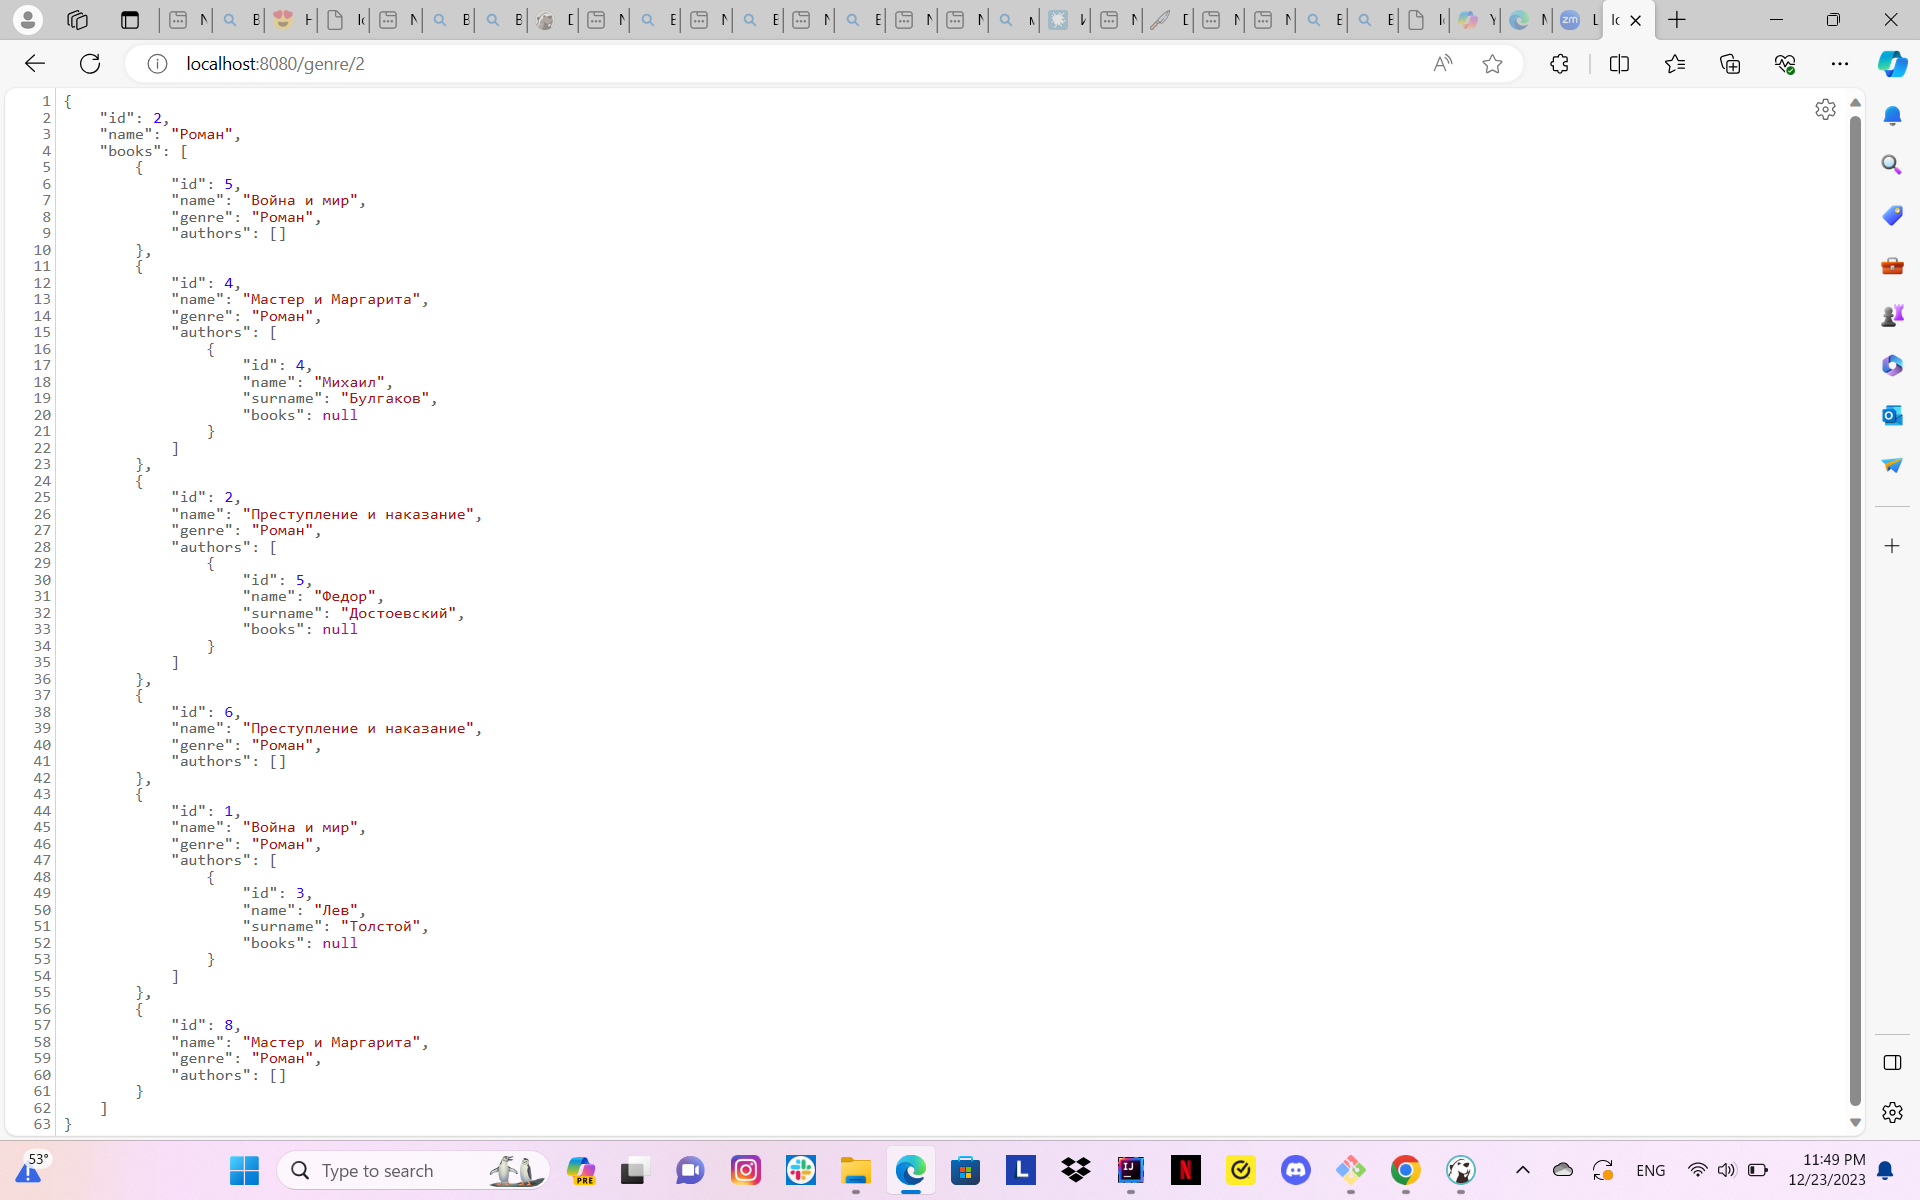 localhost:8080/genre/2
1 {
2 "id": 2,
3 "name": "Роман",
4 "books": [
5 {
6 "id": 5,
7 "name": "Война и мир",
8 "genre": "Роман",
9 "authors": []
10 },
11 {
12 "id": 4,
13 "name": "Мастер и Маргарита",
14 "genre": "Роман",
15 "authors": [
16 {
17 "id": 4,
18 "name": "Михаил",
19 "surname": "Булгаков",
20 "books": null
21 }
22 ]
23 },
24 {
25 "id": 2,
26 "name": "Преступление и наказание",
27 "genre": "Роман",
28 "authors": [
29 {
30 "id": 5,
31 "name": "Федор",
32 "surname": "Достоевский",
33 "books": null
34 }
35 ]
36 },
37 {
38 "id": 6,
39 "name": "Преступление и наказание",
40 "genre": "Роман",
41 "authors": []
42 },
43 {
44 "id": 1,
45 "name": "Война и мир",
46 "genre": "Роман",
47 "authors": [
48 {
49 "id": 3,
50 "name": "Лев",
51 "surname": "Толстой",
52 "books": null
53 }
54 ]
55 },
56 {
57 "id": 8,
58 "name": "Мастер и Маргарита",
59 "genre": "Роман",
60 "authors": []
61 }
62 ]
63 }
53°
Type to search
PRE
ENG
11:49 PM
12/23/2023